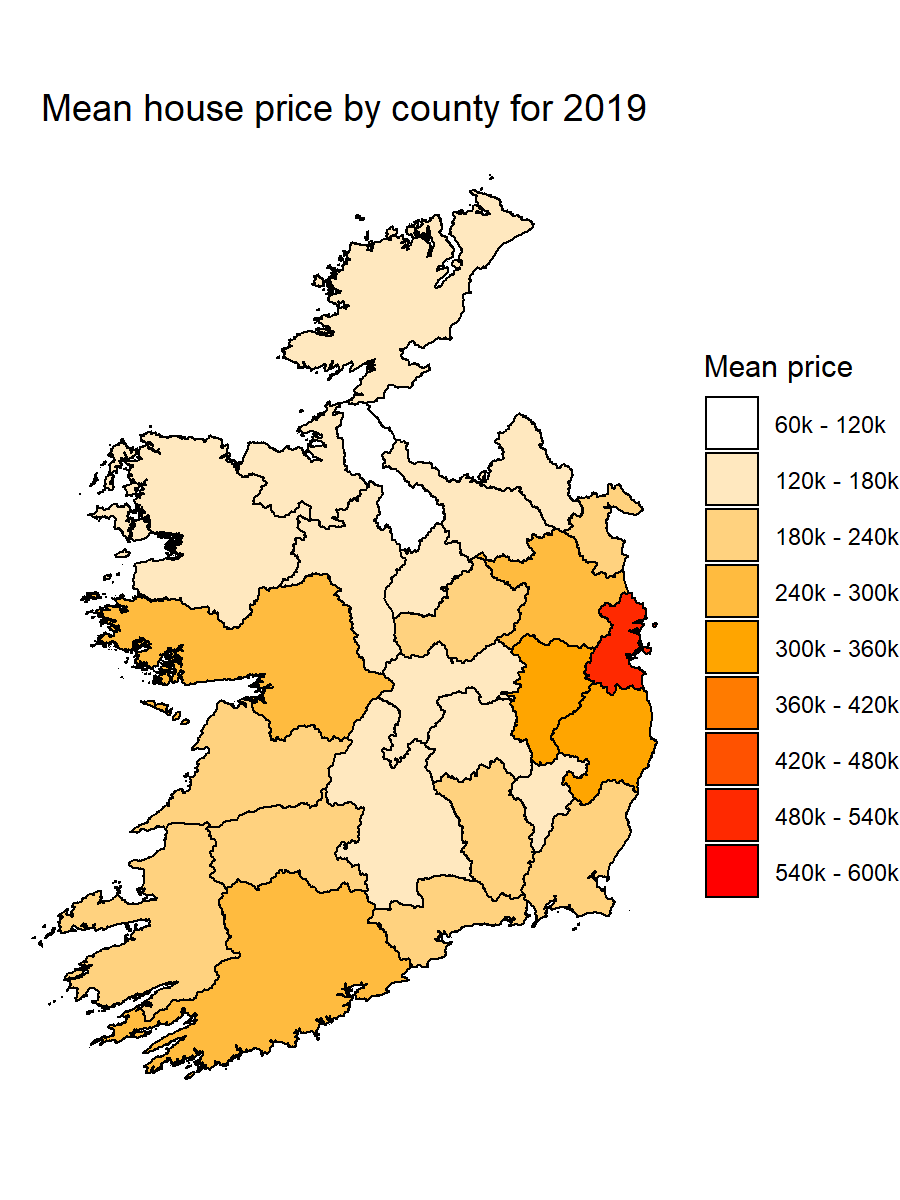 Mean house price by county for 2019
Mean price
60k - 120k
120k - 180k
180k - 240k
240k - 300k
300k - 360k
360k - 420k
420k - 480k
480k - 540k
540k - 600k